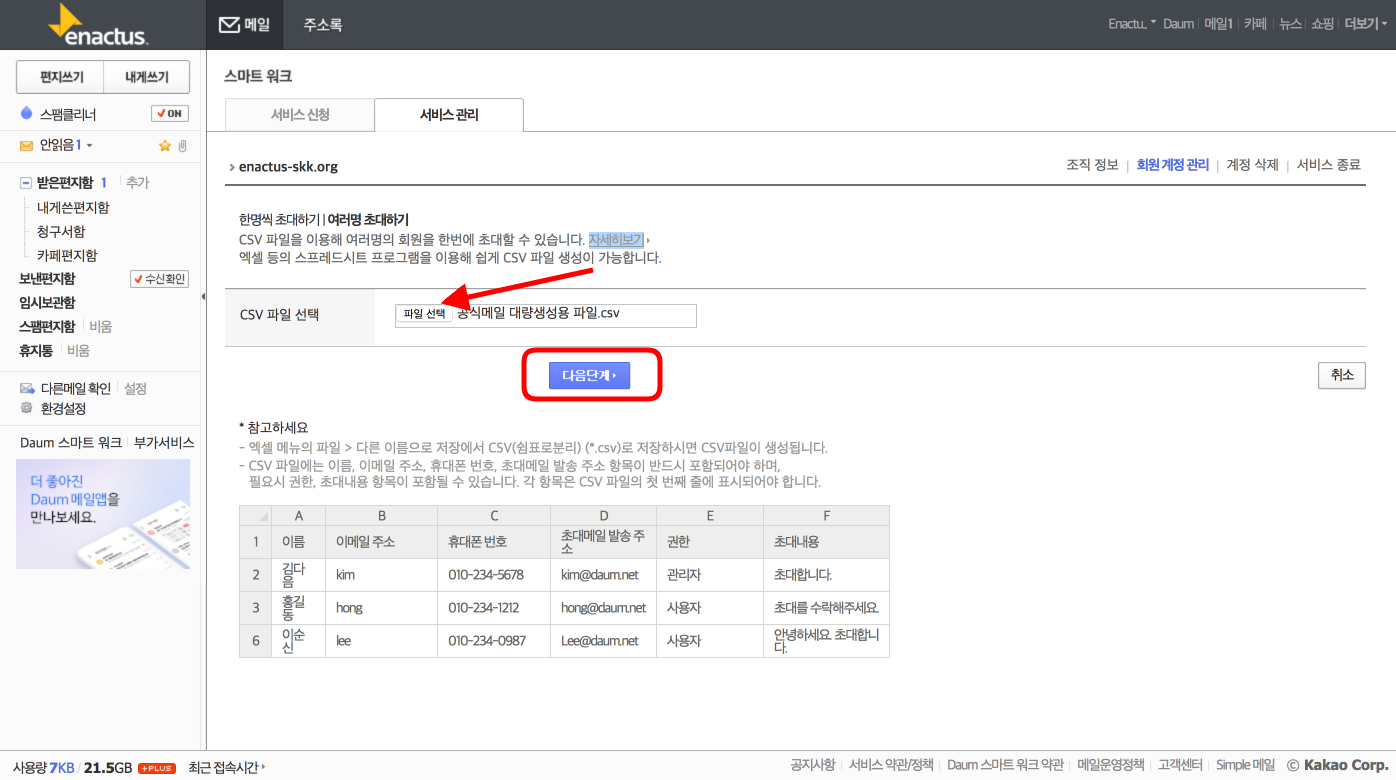 enactus.
메일
주소록
Enactu..
Daum
메일1
카페
뉴스
쇼핑
더보기
편지쓰기
내게쓰기
스팸클리너
ON
안읽음1
받은편지함 1 추가
내게쓴편지함
청구서함
카페편지함
보낸편지함
수신확인
임시보관함
스팸편지함 비움
휴지통 비움
다른메일 확인 설정
환경설정
Daum 스마트 워크 부가서비스
더 좋아진
Daum 메일앱을
만나보세요.
스마트 워크
서비스 신청
서비스 관리
enactus-skk.org
조직 정보 | 회원 계정 관리 | 계정 삭제 | 서비스 종료
한명씩 초대하기 | 여러명 초대하기
CSV 파일을 이용해 여러명의 회원을 한번에 초대할 수 있습니다. 자세히보기
엑셀 등의 스프레드시트 프로그램을 이용해 쉽게 CSV 파일 생성이 가능합니다.
CSV 파일 선택
파일 선택 공식메일 대량생성용 파일.csv
다음단계
취소
* 참고하세요
- 엑셀 메뉴의 파일 > 다른 이름으로 저장에서 CSV(쉼표로분리) (*.csv)로 저장하시면 CSV파일이 생성됩니다.
- CSV 파일에는 이름, 이메일 주소, 휴대폰 번호, 초대메일 발송 주소 항목이 반드시 포함되어야 하며,
필요시 권한, 초대내용 항목이 포함될 수 있습니다. 각 항목은 CSV 파일의 첫 번째 줄에 표시되어야 합니다.
A B C D E F
1 이름 이메일 주소 휴대폰 번호 초대메일 발송 주소 권한 초대내용
2 김다음 kim 010-234-5678 kim@daum.net 관리자 초대합니다.
3 홍길동 hong 010-234-1212 hong@daum.net 사용자 초대를 수락해주세요.
6 이순신 lee 010-234-0987 Lee@daum.net 사용자 안녕하세요. 초대합니다.
사용량 7KB / 21.5GB +PLUS 최근 접속시간
공지사항 서비스 약관/정책 Daum 스마트 워크 약관 메일운영정책 고객센터 Simple 메일 © Kakao Corp.